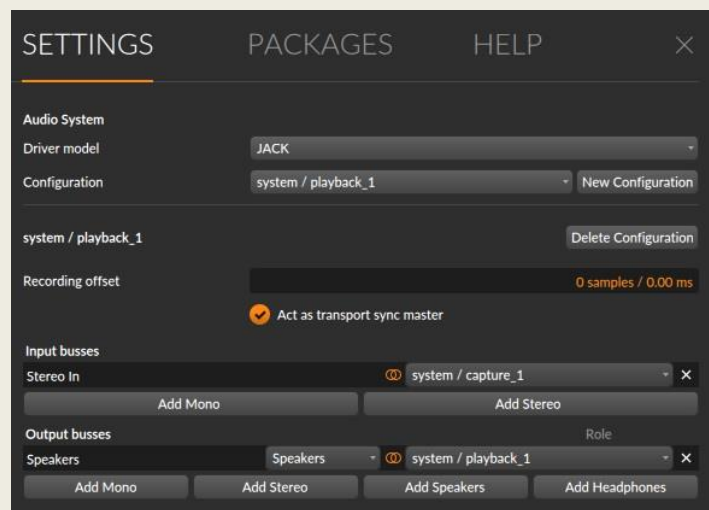 SETTINGS PACKAGES HELP
Audio System
Driver model JACK
Configuration system / playback_1 New Configuration
system / playback_1 Delete Configuration
Recording offset 0 samples / 0.00 ms
Act as transport sync master
Input busses
Stereo In system / capture_1
Add Mono Add Stereo
Output busses Role
Speakers Speakers system / playback_1
Add Mono Add Stereo Add Speakers Add Headphones